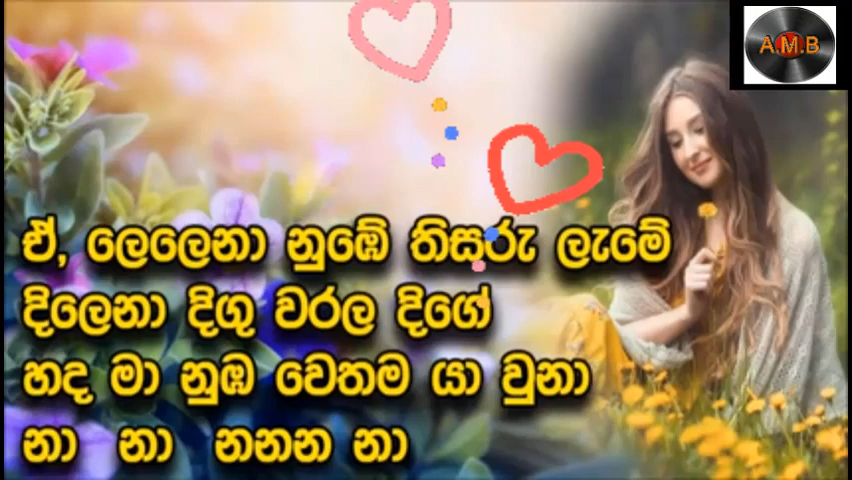 A.M.B
ඒ, ලෙලෙනා නුඹේ තිසරු ලැමේ
දිලෙනා දිගු වරල දිගේ
හද මා නුඹ වෙතම යා වුනා
නා නා නනන නා